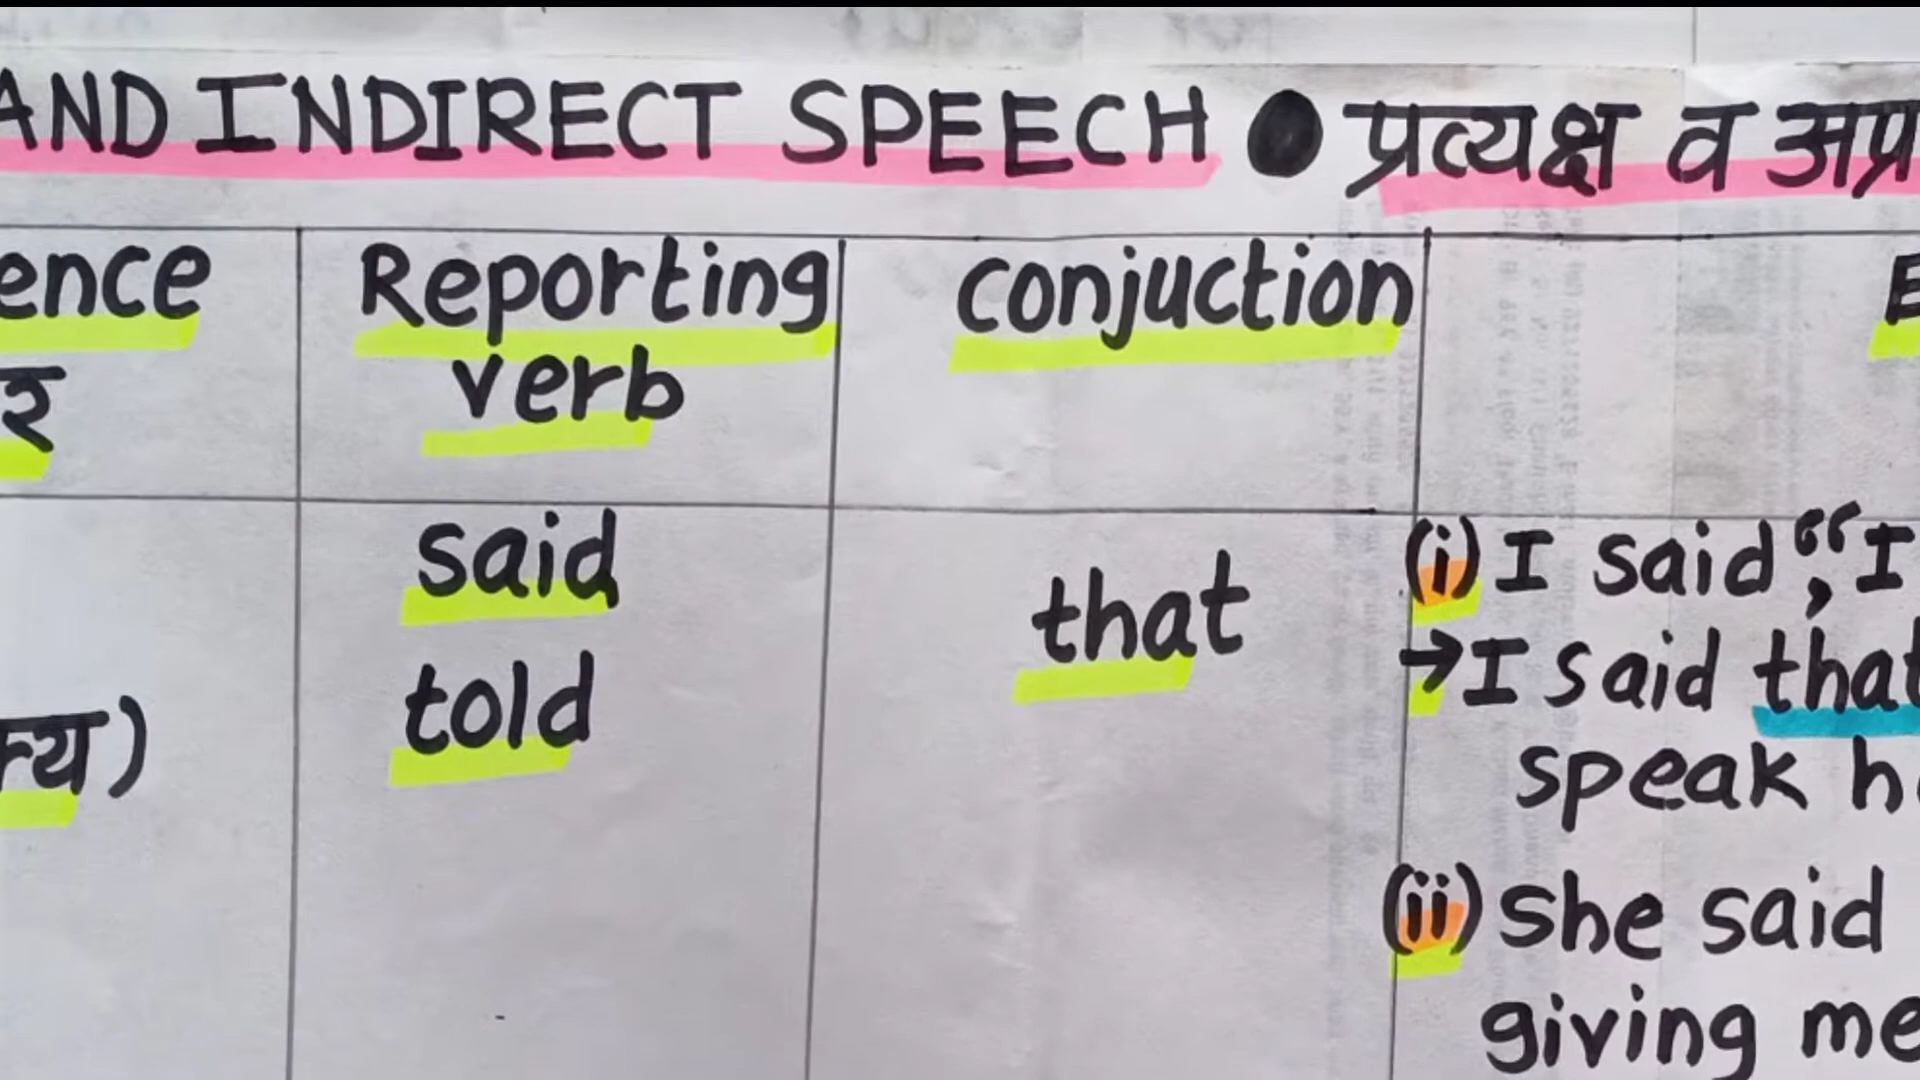 AND INDIRECT SPEECH ● प्रत्यक्ष व अप्र
ence
र
Reporting
verb
conjuction
E
क्य)
said
told
that
(i) I said, “I
→ I said that
speak h
(ii) She said
giving me